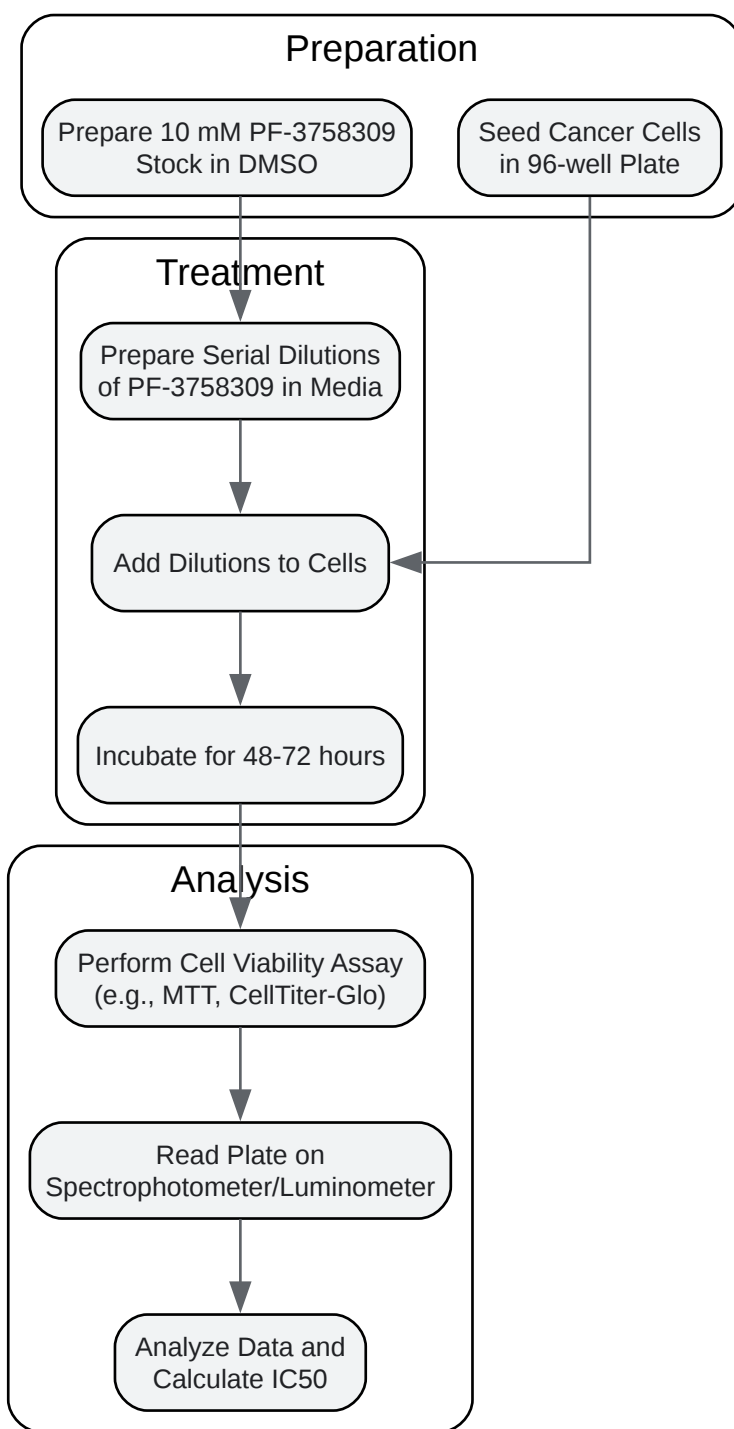 Preparation
Prepare 10 mM PF-3758309
Stock in DMSO
Seed Cancer Cells
in 96-well Plate
Treatment
Prepare Serial Dilutions
of PF-3758309 in Media
Add Dilutions to Cells
Incubate for 48-72 hours
Analysis
Perform Cell Viability Assay
(e.g., MTT, CellTiter-Glo)
Read Plate on
Spectrophotometer/Luminometer
Analyze Data and
Calculate IC50